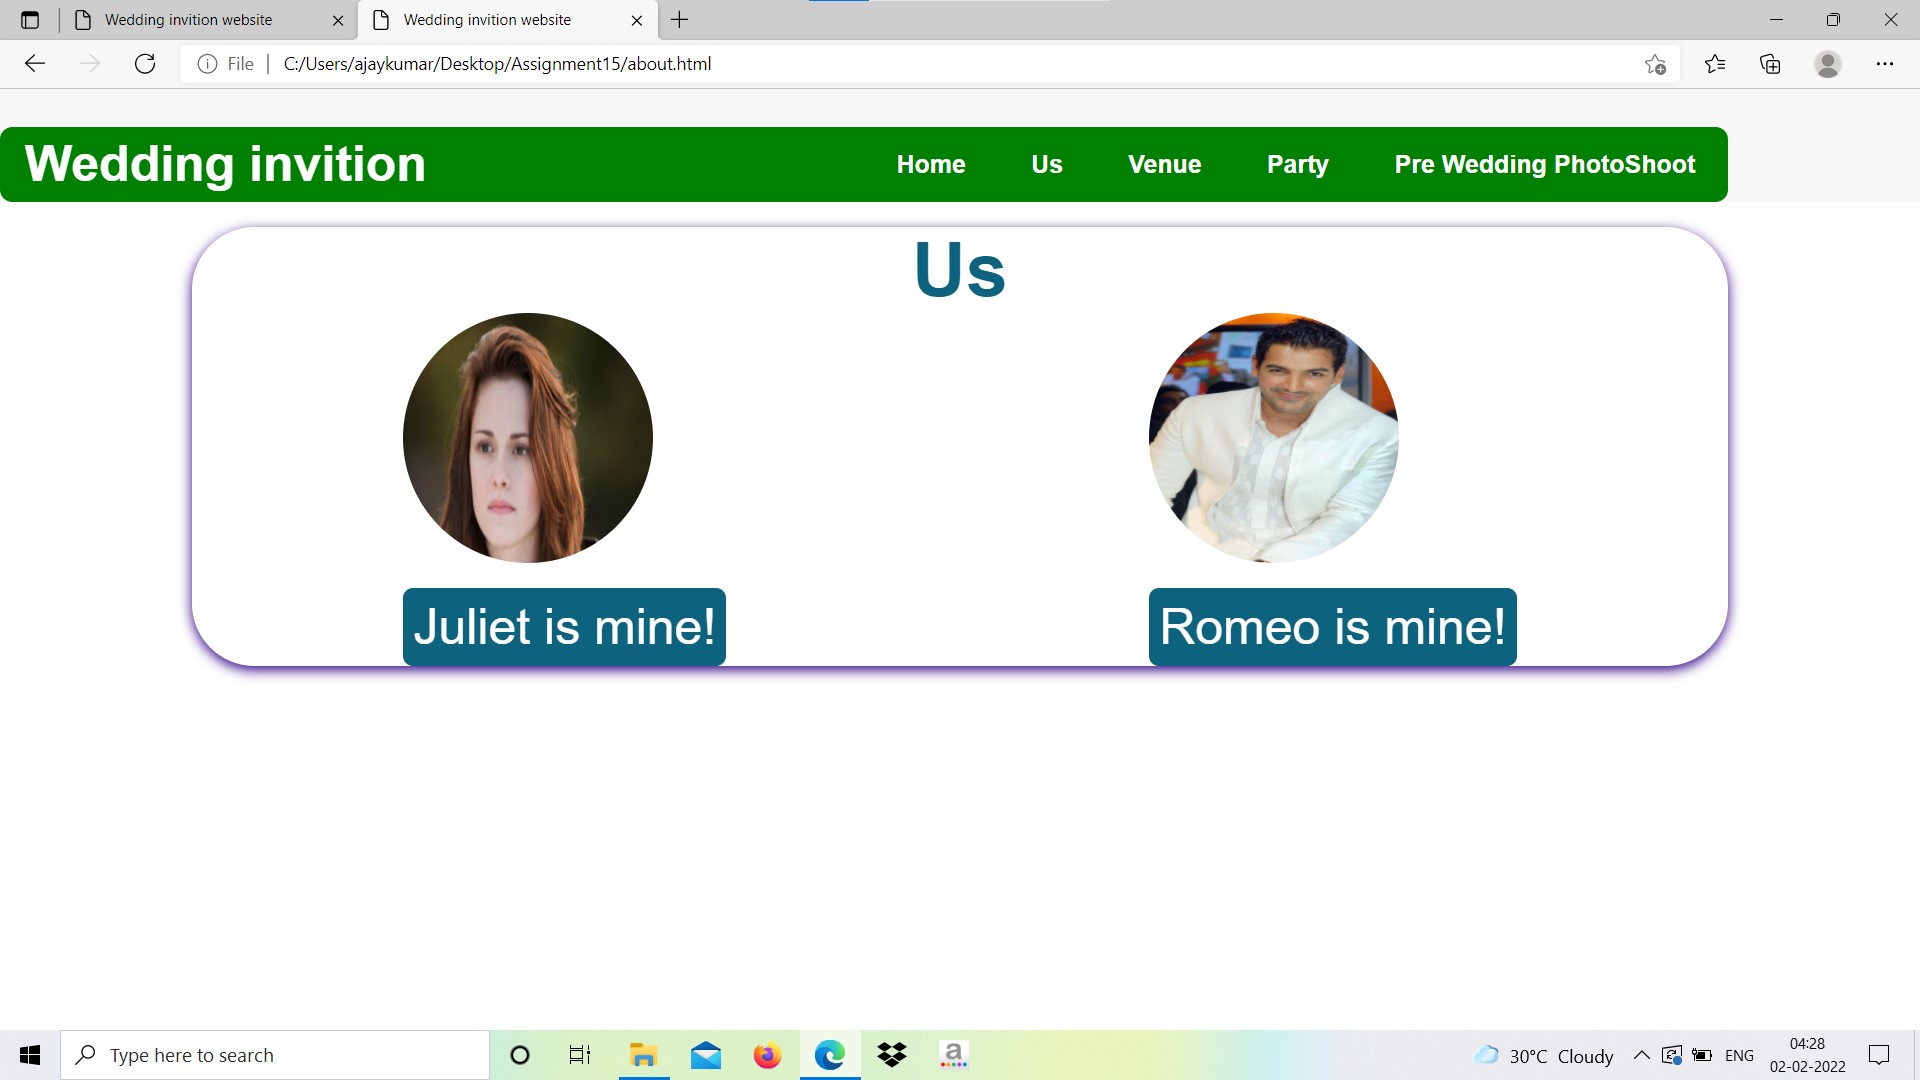 Wedding invition website
Wedding invition website
File
C:/Users/ajaykumar/Desktop/Assignment15/about.html
Wedding invition
Home
Us
Venue
Party
Pre Wedding PhotoShoot
Us
Juliet is mine!
Romeo is mine!
Type here to search
a
30°C Cloudy
ENG
04:28
02-02-2022